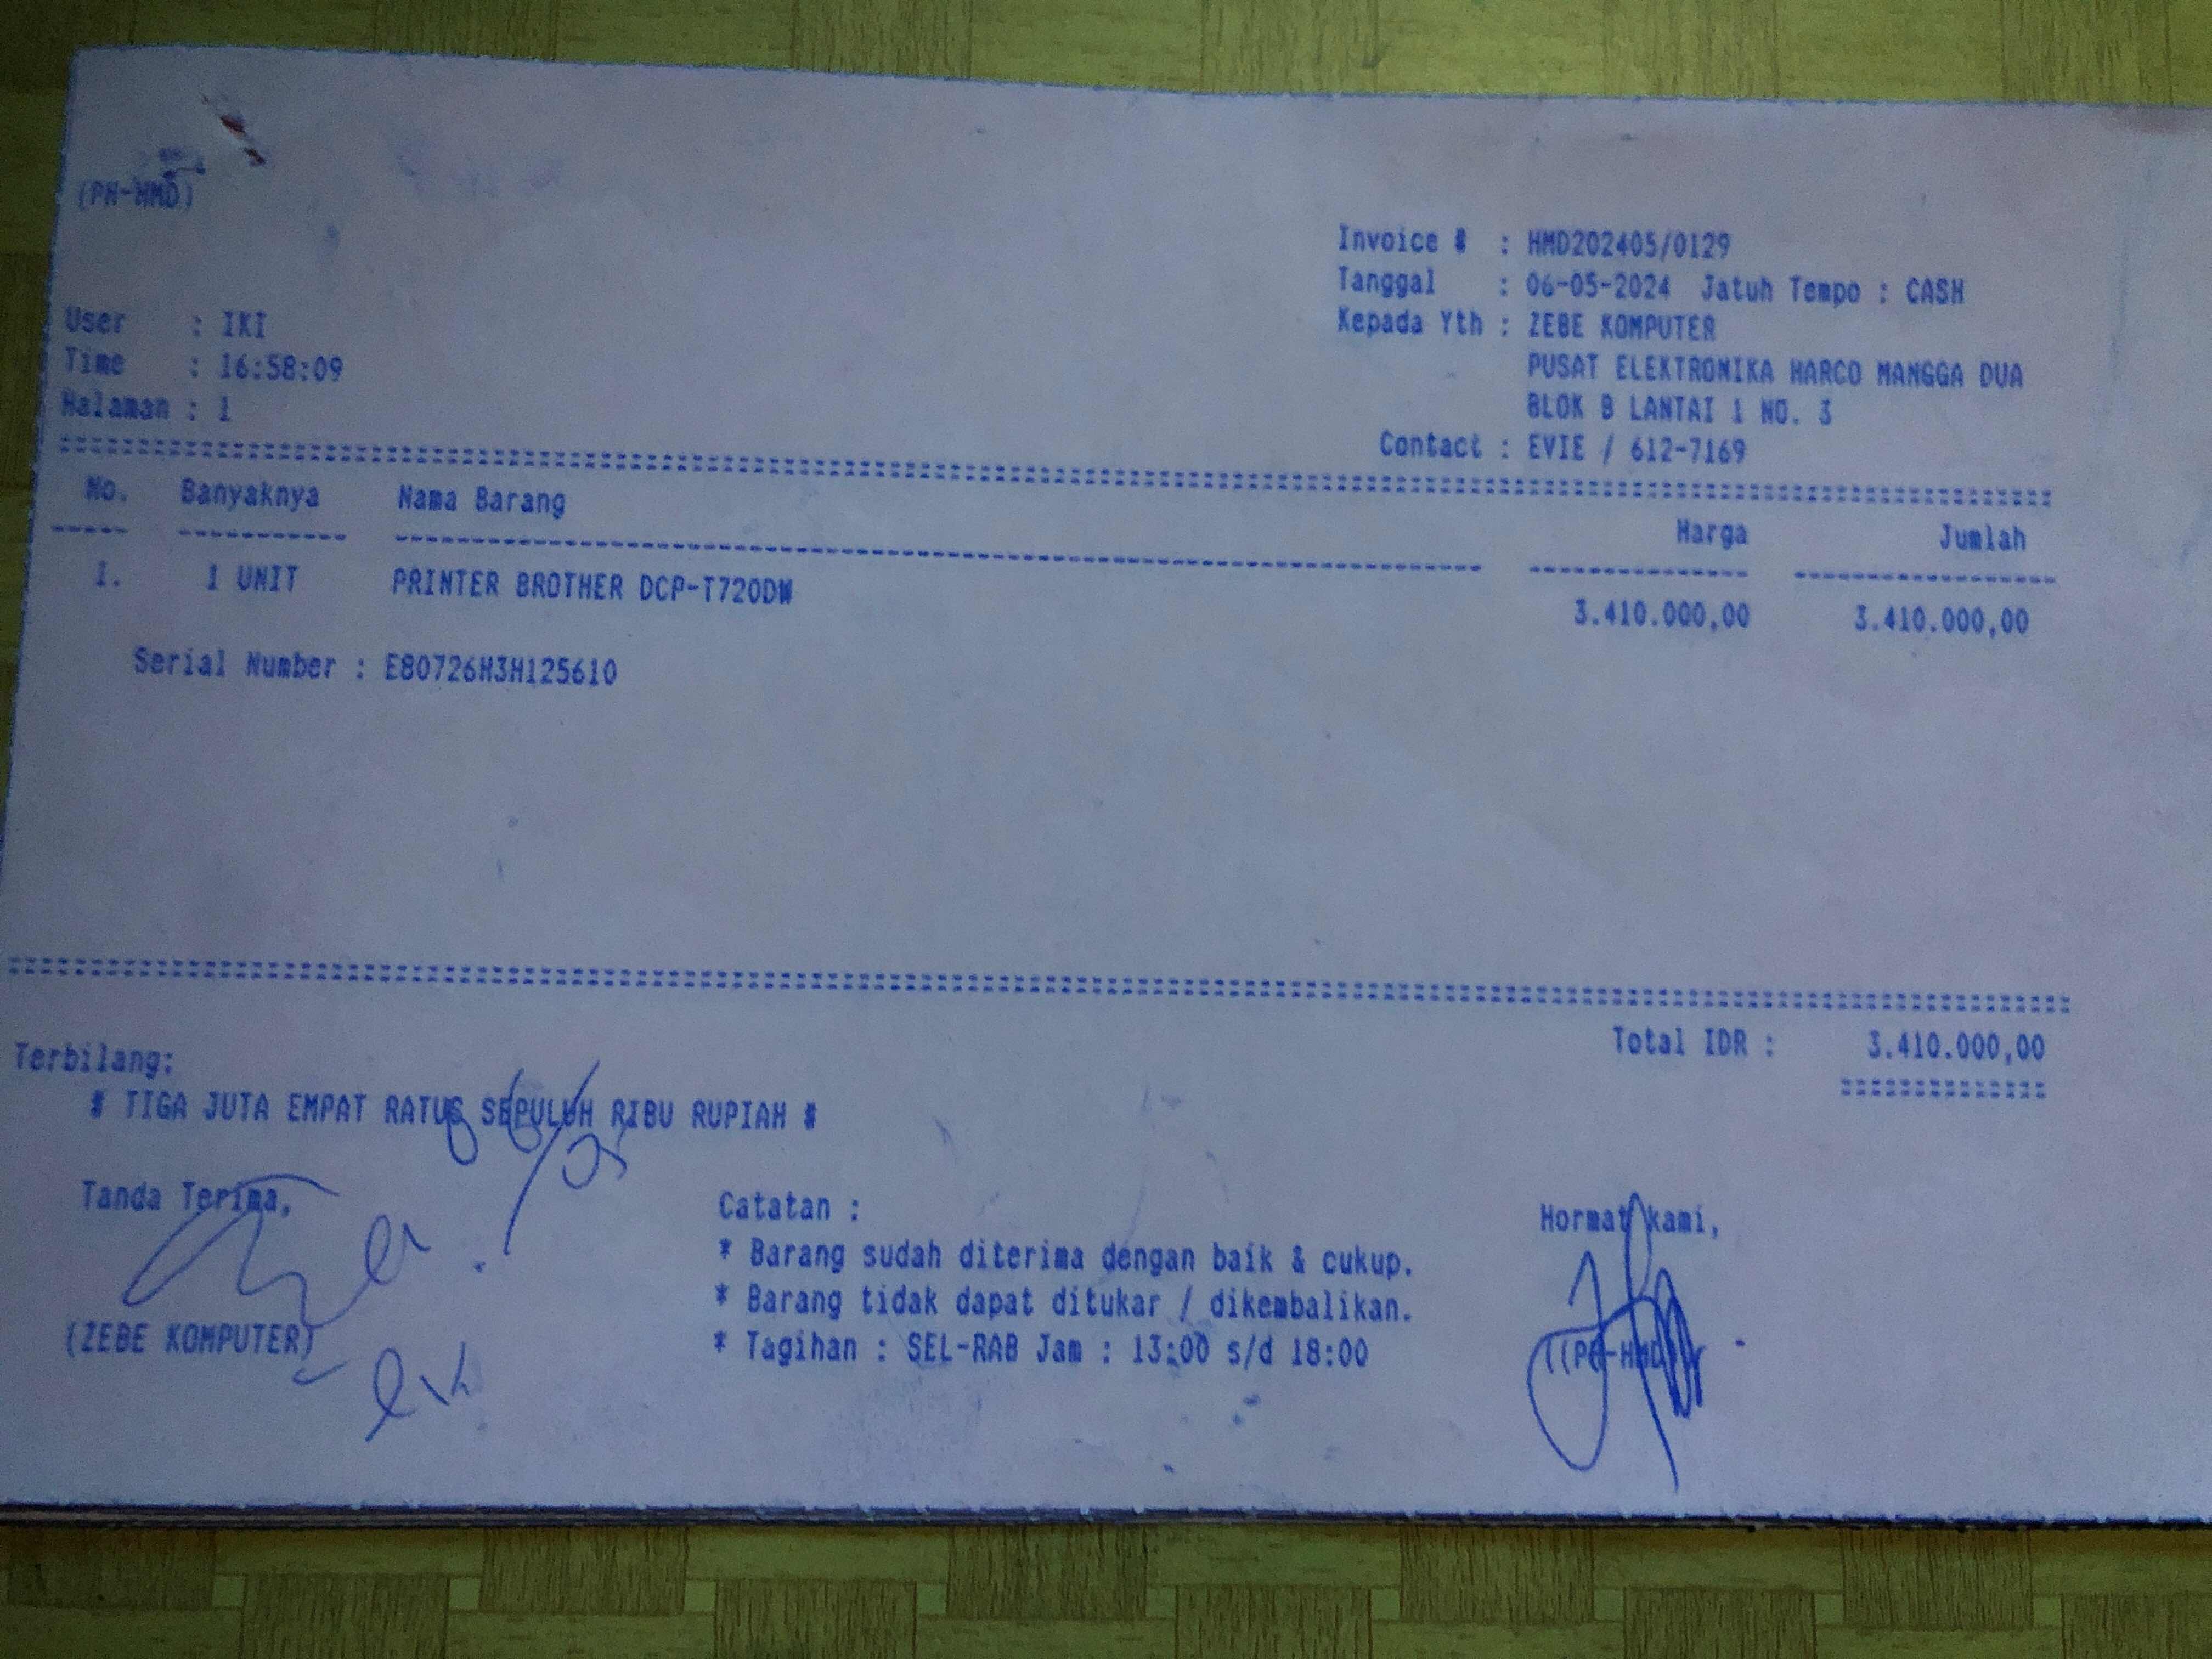 (PH-HMD)
Invoice # : HMD202405/0129
Tanggal : 06-05-2024 Jatuh Tempo : CASH
User : IKI
Kepada Yth : ZEBE KOMPUTER
Time : 16:58:09
PUSAT ELEKTRONIKA HARCO MANGGA DUA
Halaman : 1
BLOK B LANTAI 1 NO. 3
Contact : EVIE / 612-7169
No. Banyaknya Nama Barang Harga Jumlah
1. 1 UNIT PRINTER BROTHER DCP-T720DW 3.410.000,00 3.410.000,00
Serial Number : E80726H3H125610
Total IDR : 3.410.000,00
Terbilang:
# TIGA JUTA EMPAT RATUS SEPULUH RIBU RUPIAH #
Tanda Terima,
Catatan :
Hormat kami,
* Barang sudah diterima dengan baik & cukup.
* Barang tidak dapat ditukar / dikembalikan.
* Tagihan : SEL-RAB Jam : 13:00 s/d 18:00
(ZEBE KOMPUTER)
((PH-HMD))